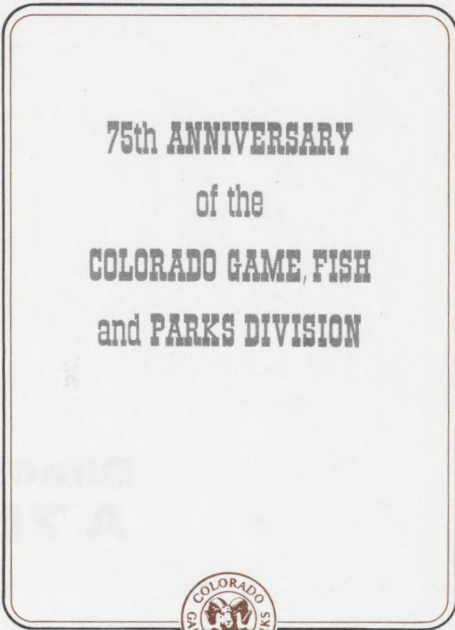 75th ANNIVERSARY
of the
COLORADO GAME, FISH
and PARKS DIVISION
COLORADO